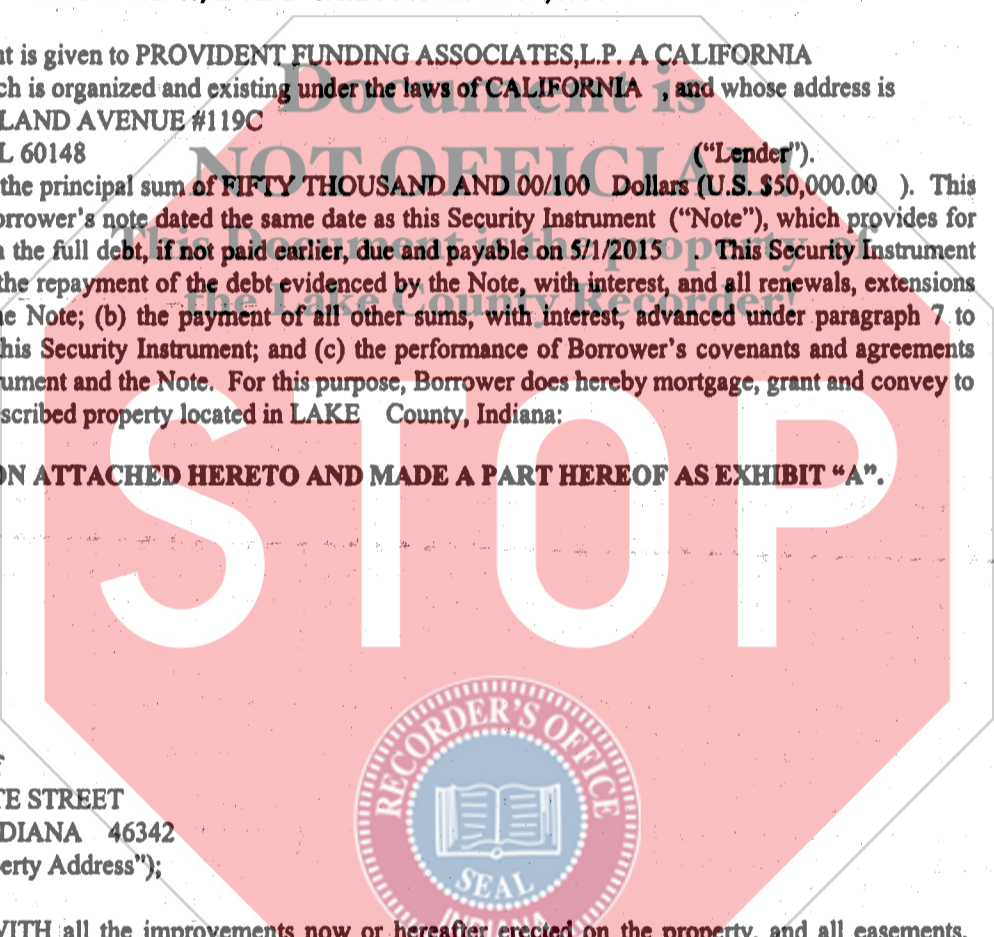 nt is given to PROVIDENT FUNDING ASSOCIATES,L.P. A CALIFORNIA
ch is organized and existing under the laws of CALIFORNIA , and whose address is
LAND AVENUE #119C
L 60148 ("Lender").
the principal sum of FIFTY THOUSAND AND 00/100 Dollars (U.S. $50,000.00 ). This
orrower's note dated the same date as this Security Instrument ("Note"), which provides for
the full debt, if not paid earlier, due and payable on 5/1/2015 . This Security Instrument
the repayment of the debt evidenced by the Note, with interest, and all renewals, extensions
e Note; (b) the payment of all other sums, with interest, advanced under paragraph 7 to
his Security Instrument; and (c) the performance of Borrower's covenants and agreements
ument and the Note. For this purpose, Borrower does hereby mortgage, grant and convey to
scribed property located in LAKE County, Indiana:
ON ATTACHED HERETO AND MADE A PART HEREOF AS EXHIBIT "A".
TE STREET
DIANA 46342
erty Address");
WITH all the improvements now or hereafter erected on the property, and all easements,
Document is
NOT OFFICIAL
This Document is the property of
the Lake County Recorder!
STOP
RECORDER'S OFFICE
SEAL
INDIANA